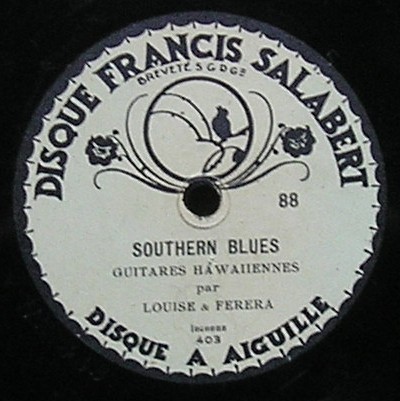 DISQUE FRANCIS SALABERT
BREVETÉ S.G.D.G.
88
SOUTHERN BLUES
GUITARES HAWAIIENNES
par
LOUISE & FERERA
403
DISQUE A AIGUILLE